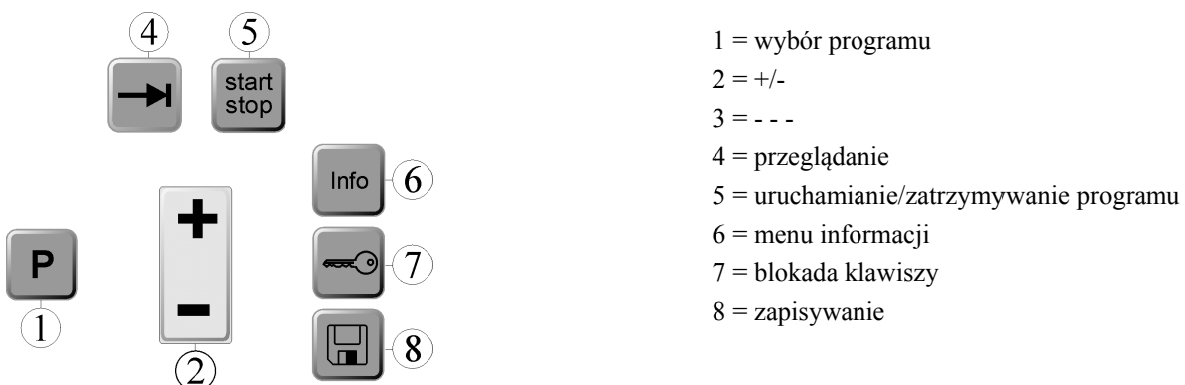 4
5
start
stop
Info
6
P
7
1
8
2
1 = wybór programu
2 = +/-
3 = - - -
4 = przeglądanie
5 = uruchamianie/zatrzymywanie programu
6 = menu informacji
7 = blokada klawiszy
8 = zapisywanie